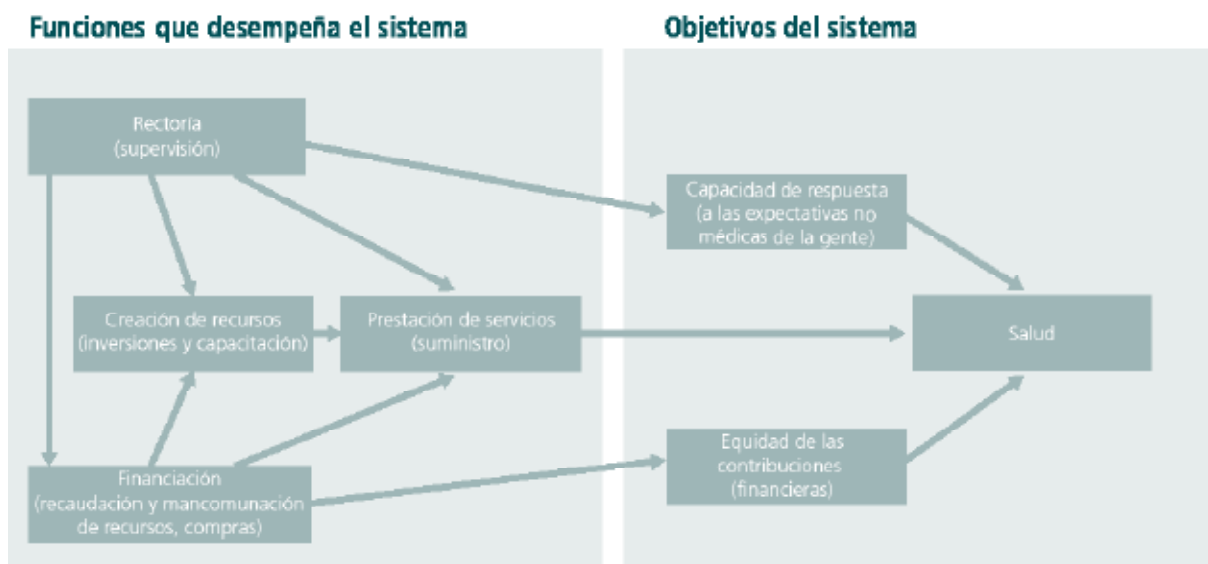 Funciones que desempeña el sistema
Objetivos del sistema
Rectoría
(supervisión)
Capacidad de respuesta
(a las expectativas no
médicas de la gente)
Creación de recursos
(inversiones y capacitación)
Prestación de servicios
(suministro)
Salud
Equidad de las
contribuciones
(financieras)
Financiación
(recaudación y mancomunación
de recursos, compras)